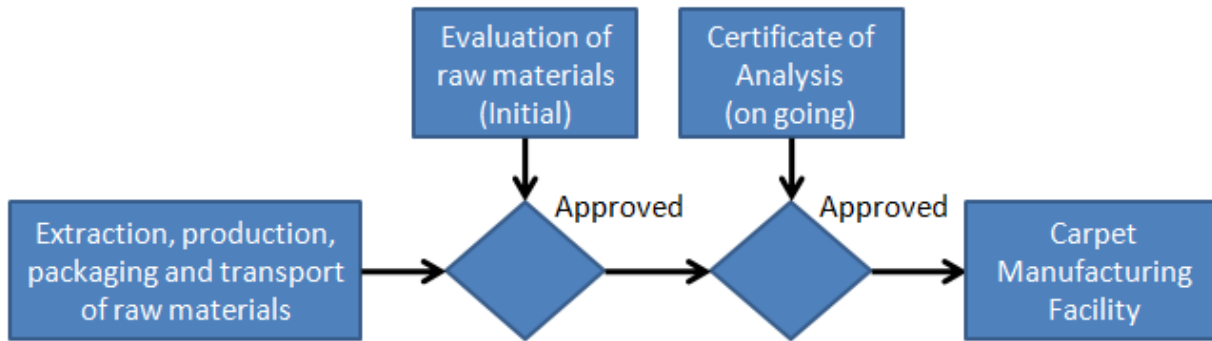 Evaluation of
raw materials
(Initial)
Certificate of
Analysis
(on going)
Approved
Approved
Extraction, production,
packaging and transport
of raw materials
Carpet
Manufacturing
Facility